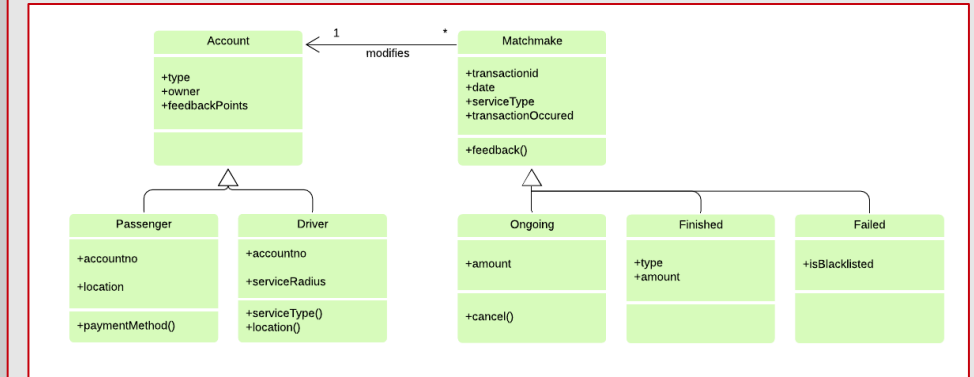 Account
1
*
modifies
Matchmake
+type
+owner
+feedbackPoints
+transactionid
+date
+serviceType
+transactionOccured
+feedback()
Passenger
+accountno
+location
+paymentMethod()
Driver
+accountno
+serviceRadius
+serviceType()
+location()
Ongoing
+amount
+cancel()
Finished
+type
+amount
Failed
+isBlacklisted